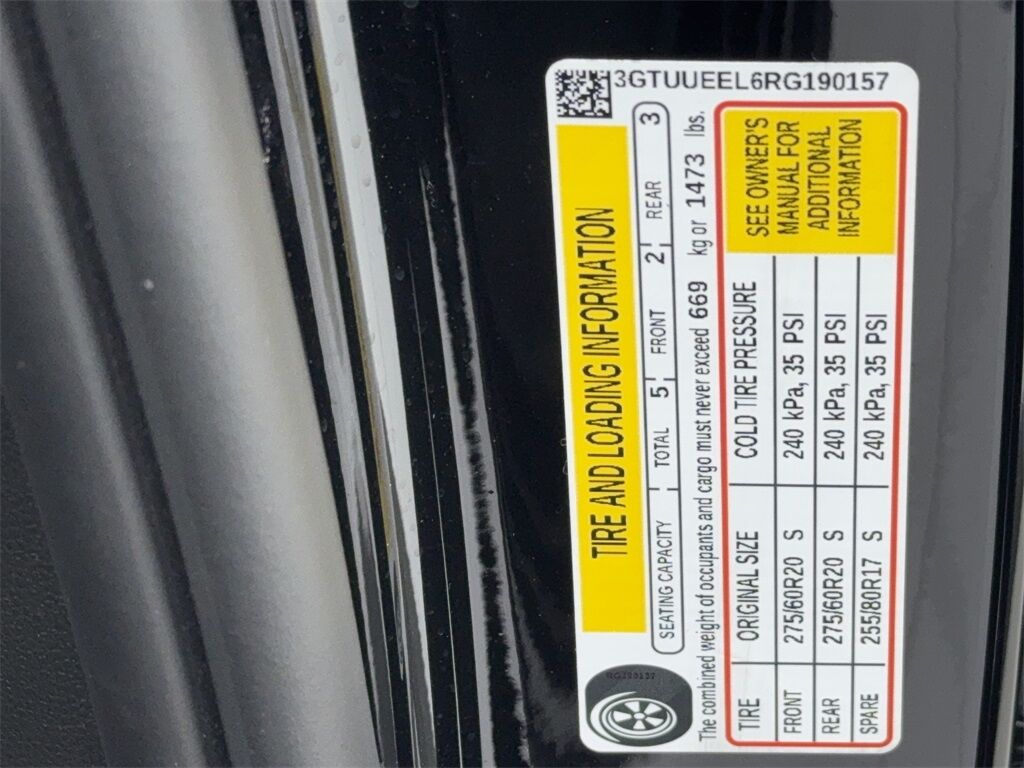 3GTUUEEL6RG190157
TIRE AND LOADING INFORMATION
SEATING CAPACITY TOTAL 5 FRONT 2 REAR 3
The combined weight of occupants and cargo must never exceed 669 kg or 1473 lbs.
TIRE ORIGINAL SIZE COLD TIRE PRESSURE
FRONT 275/60R20 S 240 kPa, 35 PSI
REAR 275/60R20 S 240 kPa, 35 PSI
SPARE 255/80R17 S 240 kPa, 35 PSI
SEE OWNER'S
MANUAL FOR
ADDITIONAL
INFORMATION
RG190157